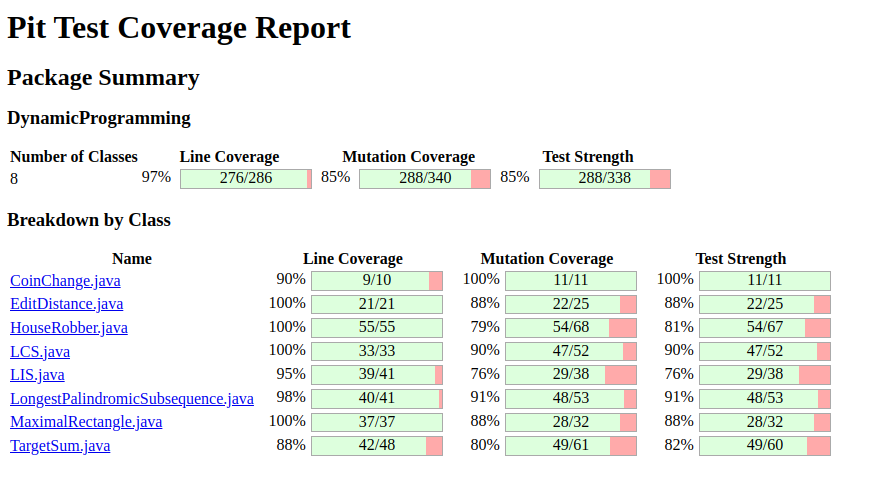 Pit Test Coverage Report
Package Summary
DynamicProgramming
Number of Classes Line Coverage Mutation Coverage Test Strength
8 97% 276/286 85% 288/340 85% 288/338
Breakdown by Class
Name Line Coverage Mutation Coverage Test Strength
CoinChange.java 90% 9/10 100% 11/11 100% 11/11
EditDistance.java 100% 21/21 88% 22/25 88% 22/25
HouseRobber.java 100% 55/55 79% 54/68 81% 54/67
LCS.java 100% 33/33 90% 47/52 90% 47/52
LIS.java 95% 39/41 76% 29/38 76% 29/38
LongestPalindromicSubsequence.java 98% 40/41 91% 48/53 91% 48/53
MaximalRectangle.java 100% 37/37 88% 28/32 88% 28/32
TargetSum.java 88% 42/48 80% 49/61 82% 49/60